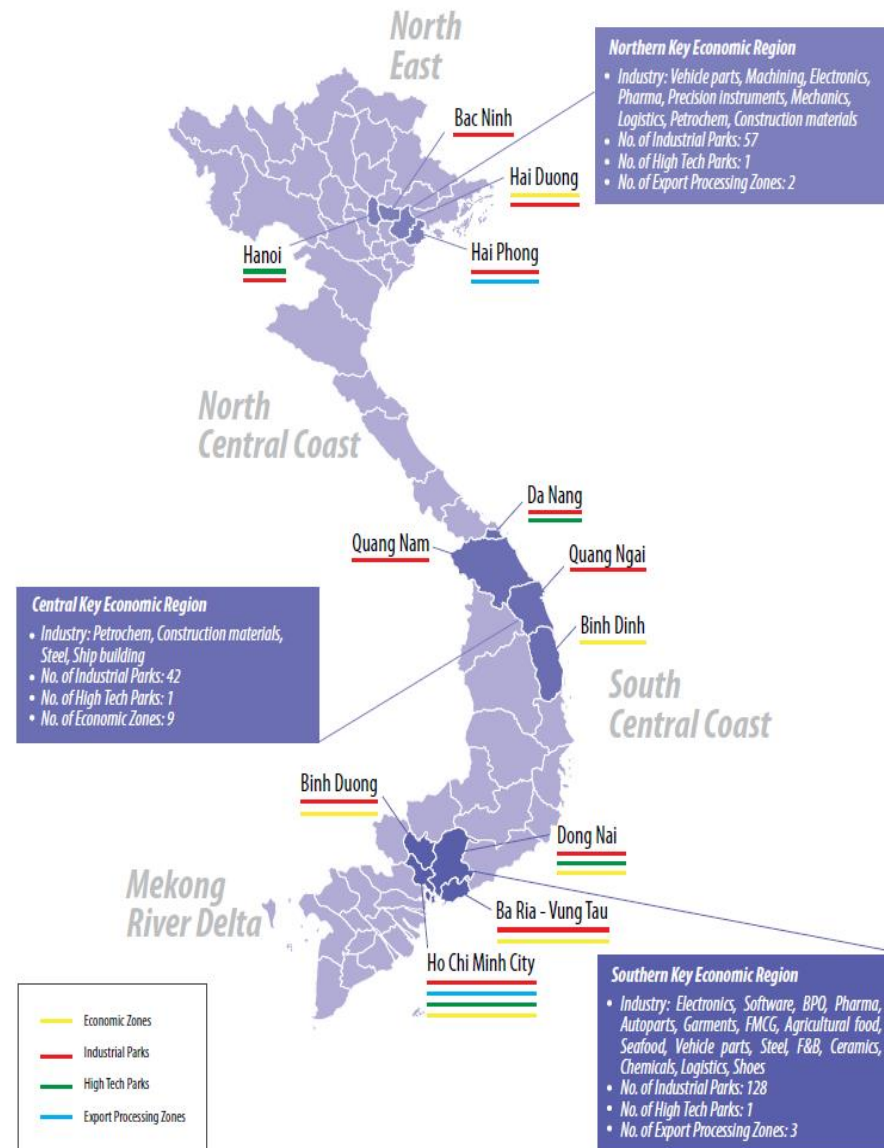 North
East
Northern Key Economic Region
• Industry: Vehicle parts, Machining, Electronics,
Pharma, Precision instruments, Mechanics,
Logistics, Petrochem, Construction materials
• No. of Industrial Parks: 57
• No. of High Tech Parks: 1
• No. of Export Processing Zones: 2
Bac Ninh
Hai Duong
Hanoi
Hai Phong
North
Central Coast
Da Nang
Quang Nam
Quang Ngai
Central Key Economic Region
• Industry: Petrochem, Construction materials,
Steel, Ship building
• No. of Industrial Parks: 42
• No. of High Tech Parks: 1
• No. of Economic Zones: 9
Binh Dinh
South
Central Coast
Binh Duong
Dong Nai
Mekong
River Delta
Ba Ria - Vung Tau
Ho Chi Minh City
Southern Key Economic Region
• Industry: Electronics, Software, BPO, Pharma,
Autoparts, Garments, FMCG, Agricultural food,
Seafood, Vehicle parts, Steel, F&B, Ceramics,
Chemicals, Logistics, Shoes
• No. of Industrial Parks: 128
• No. of High Tech Parks: 1
• No. of Export Processing Zones: 3
Economic Zones
Industrial Parks
High Tech Parks
Export Processing Zones